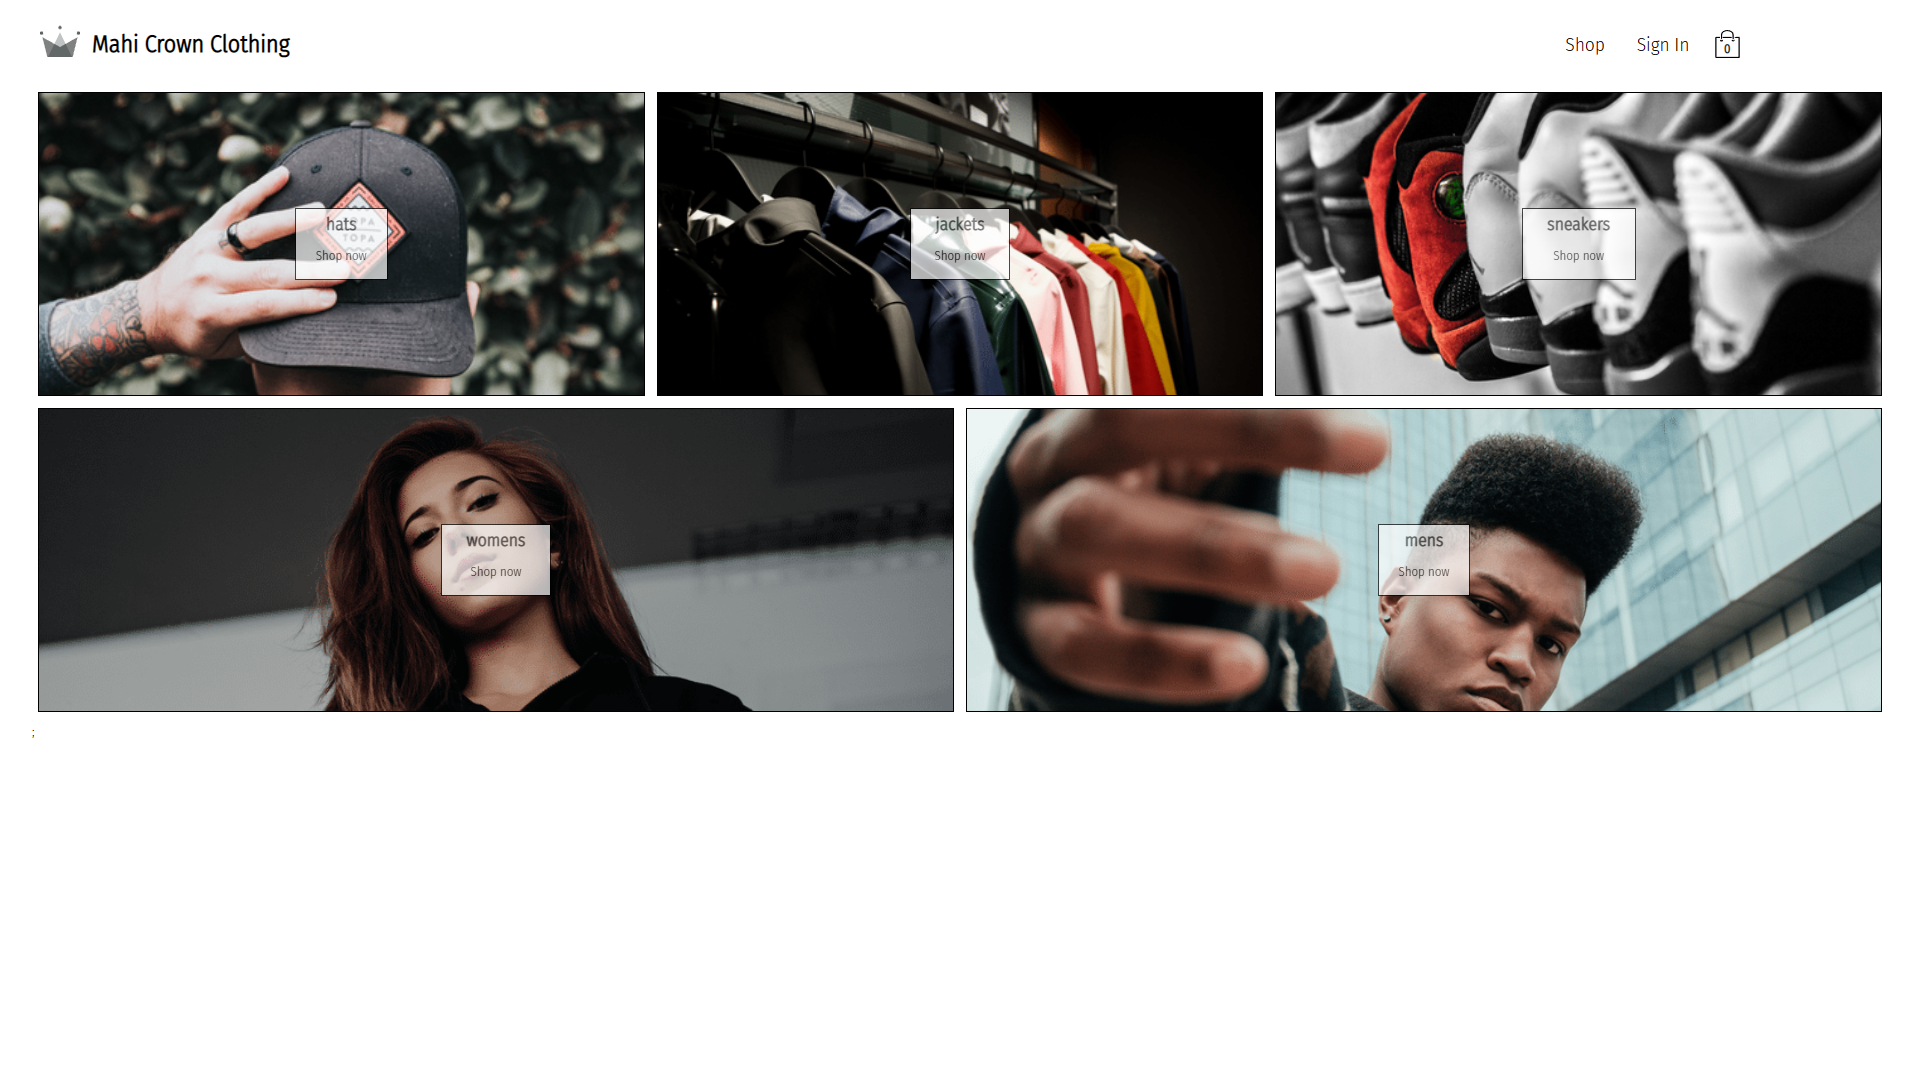 Mahi Crown Clothing
Shop
Sign In
0
hats
Shop now
TOPA
jackets
Shop now
sneakers
Shop now
womens
Shop now
mens
Shop now
;